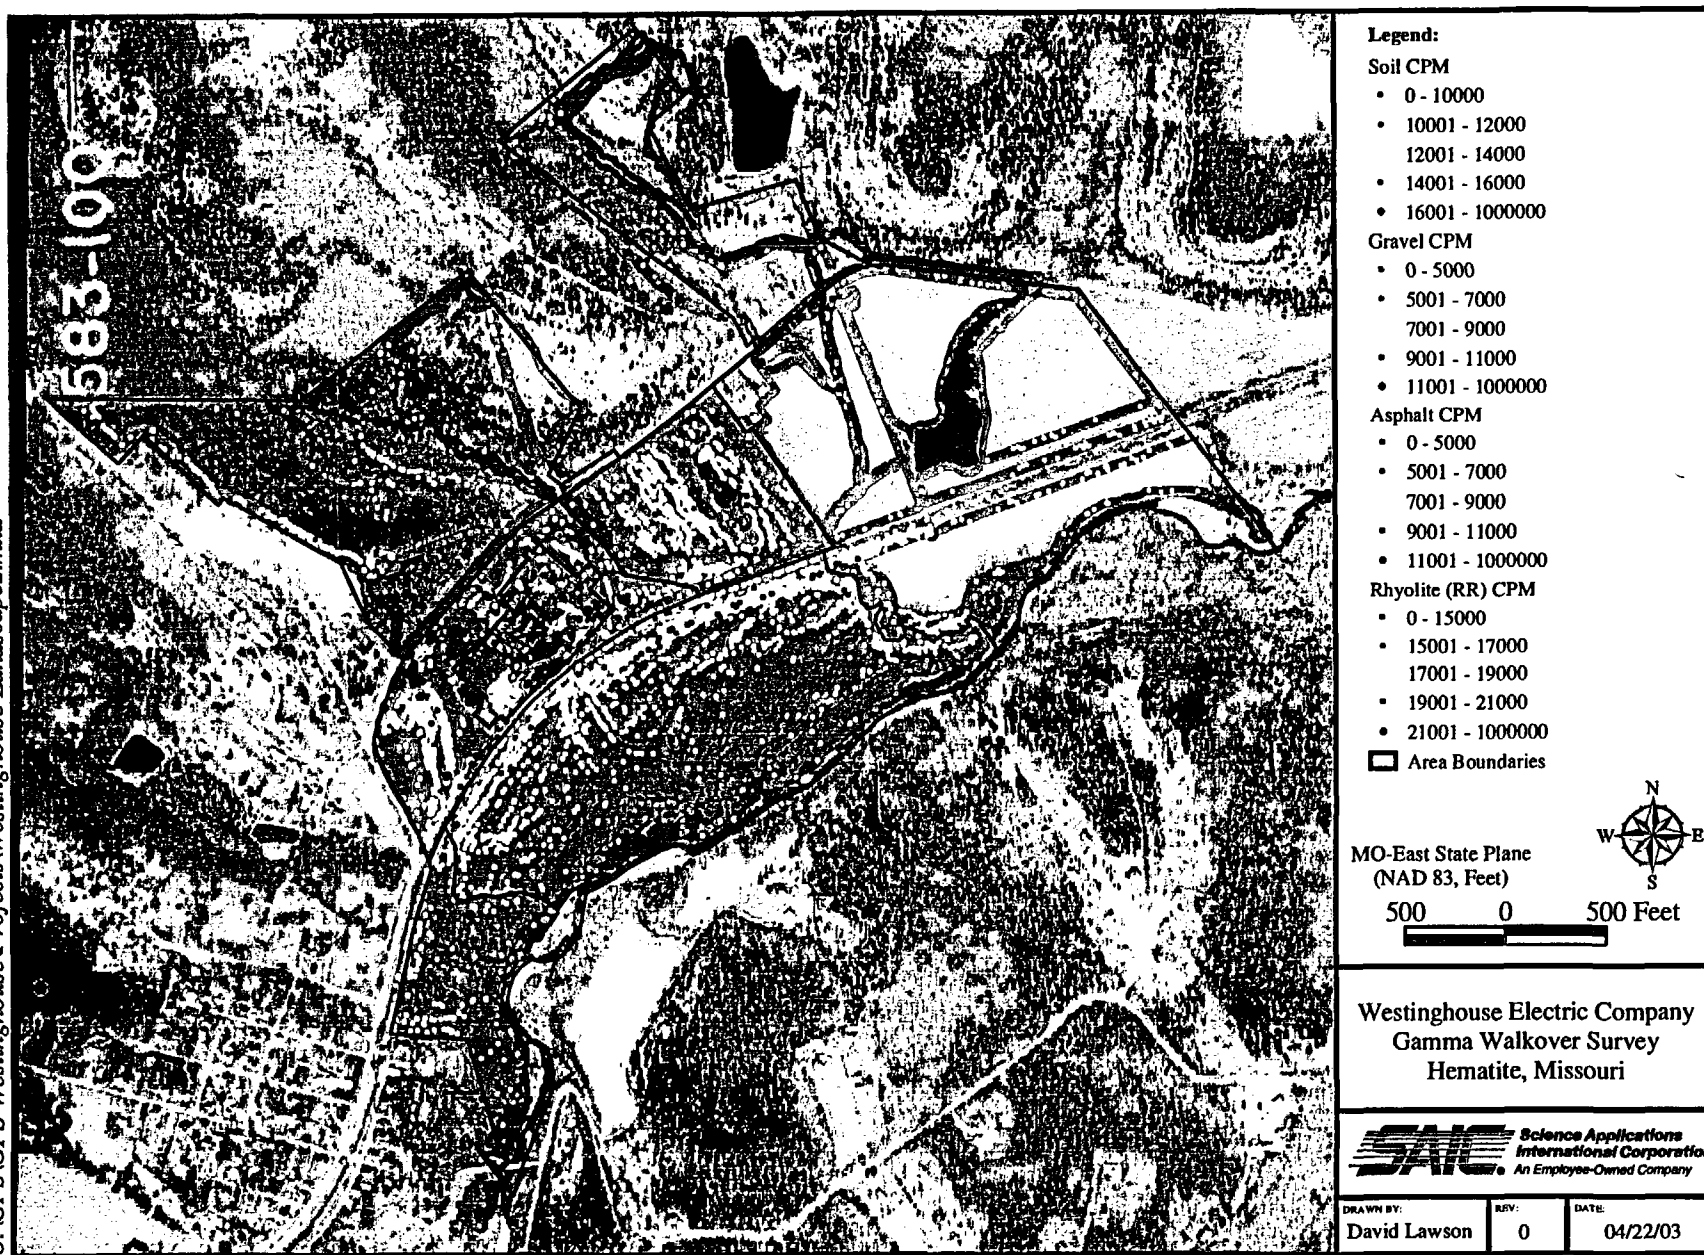 583-100
Legend:
Soil CPM
0 - 10000
10001 - 12000
12001 - 14000
14001 - 16000
16001 - 1000000
Gravel CPM
0 - 5000
5001 - 7000
7001 - 9000
9001 - 11000
11001 - 1000000
Asphalt CPM
0 - 5000
5001 - 7000
7001 - 9000
9001 - 11000
11001 - 1000000
Rhyolite (RR) CPM
0 - 15000
15001 - 17000
17001 - 19000
19001 - 21000
21001 - 1000000
Area Boundaries
N
W
E
S
MO-East State Plane
(NAD 83, Feet)
500 0 500 Feet
Westinghouse Electric Company
Gamma Walkover Survey
Hematite, Missouri
SAIC.
Science Applications
International Corporation
An Employee-Owned Company
DRAWN BY:
David Lawson
REV:
0
DATE:
04/22/03